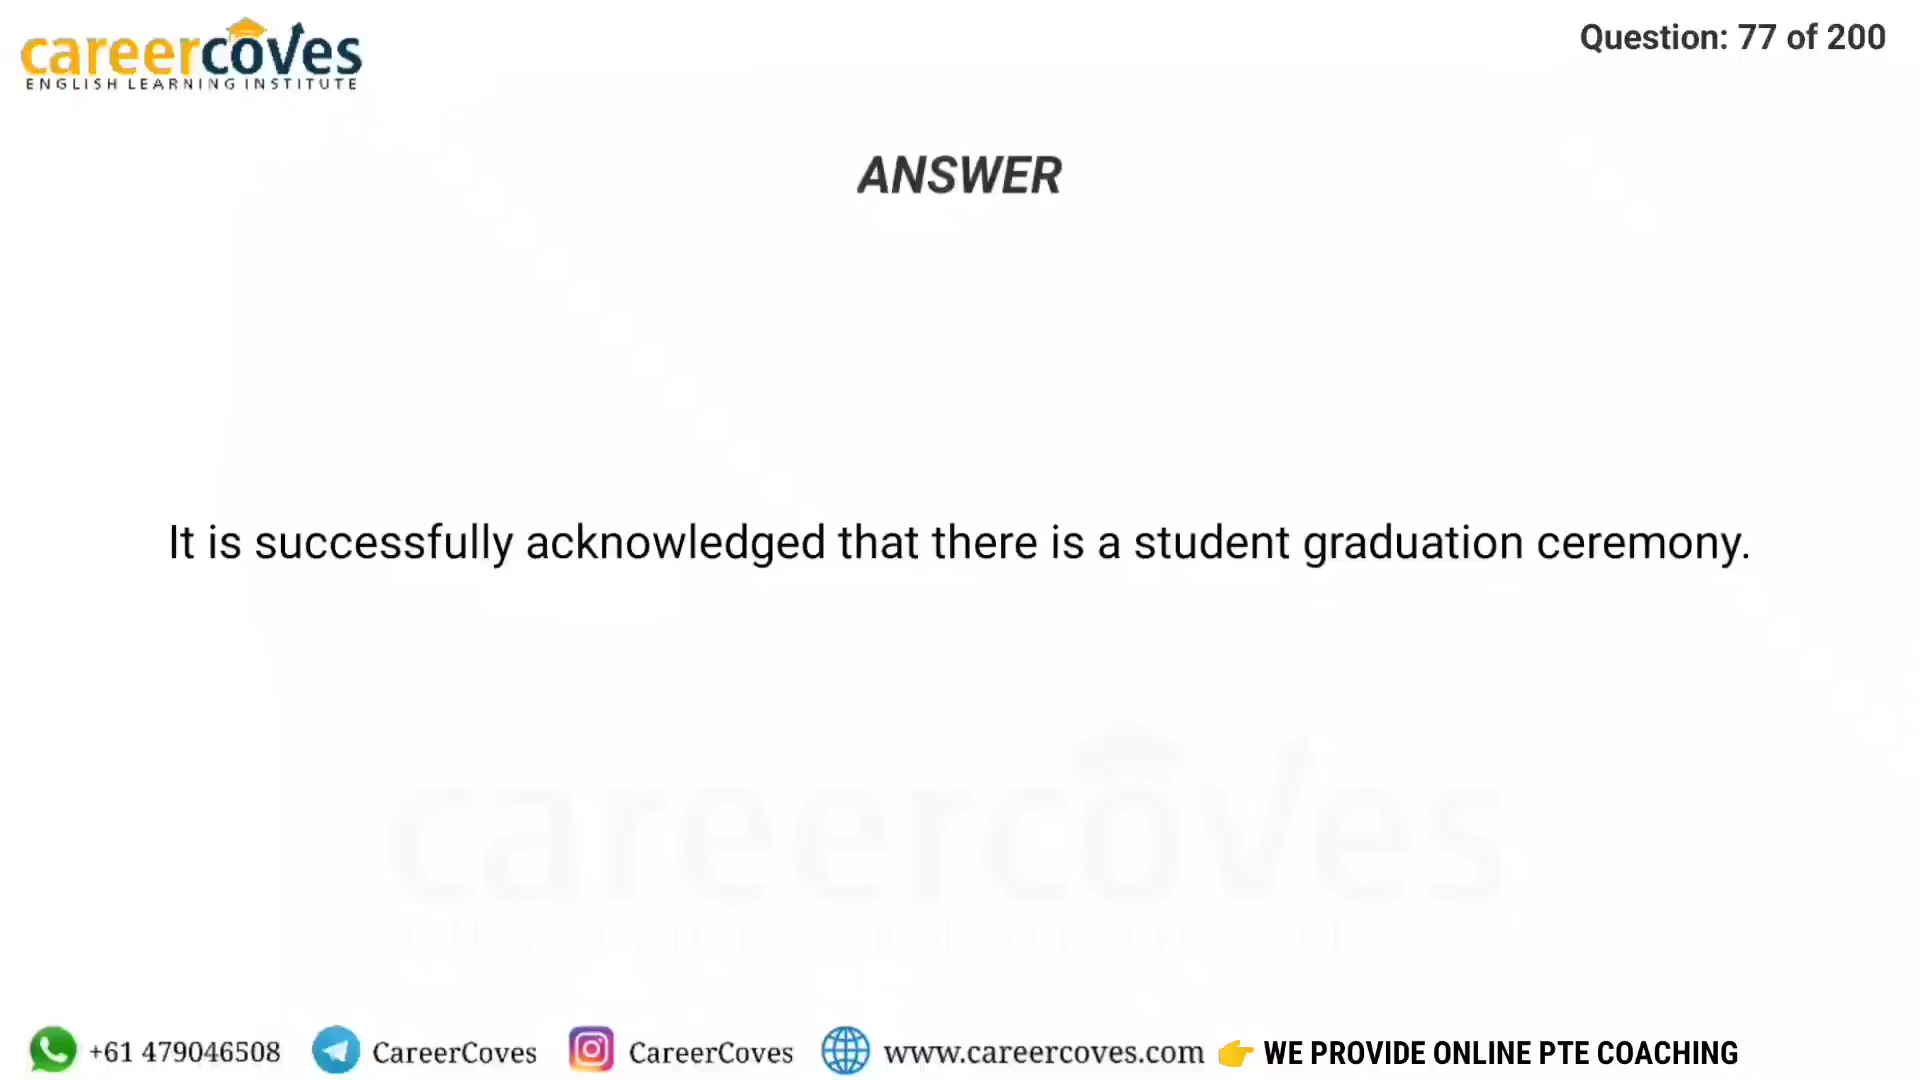 careercoves
ENGLISH LEARNING INSTITUTE
Question: 77 of 200
ANSWER
It is successfully acknowledged that there is a student graduation ceremony.
careercoves
+61 479046508 CareerCoves CareerCoves www.careercoves.com 👉 WE PROVIDE ONLINE PTE COACHING